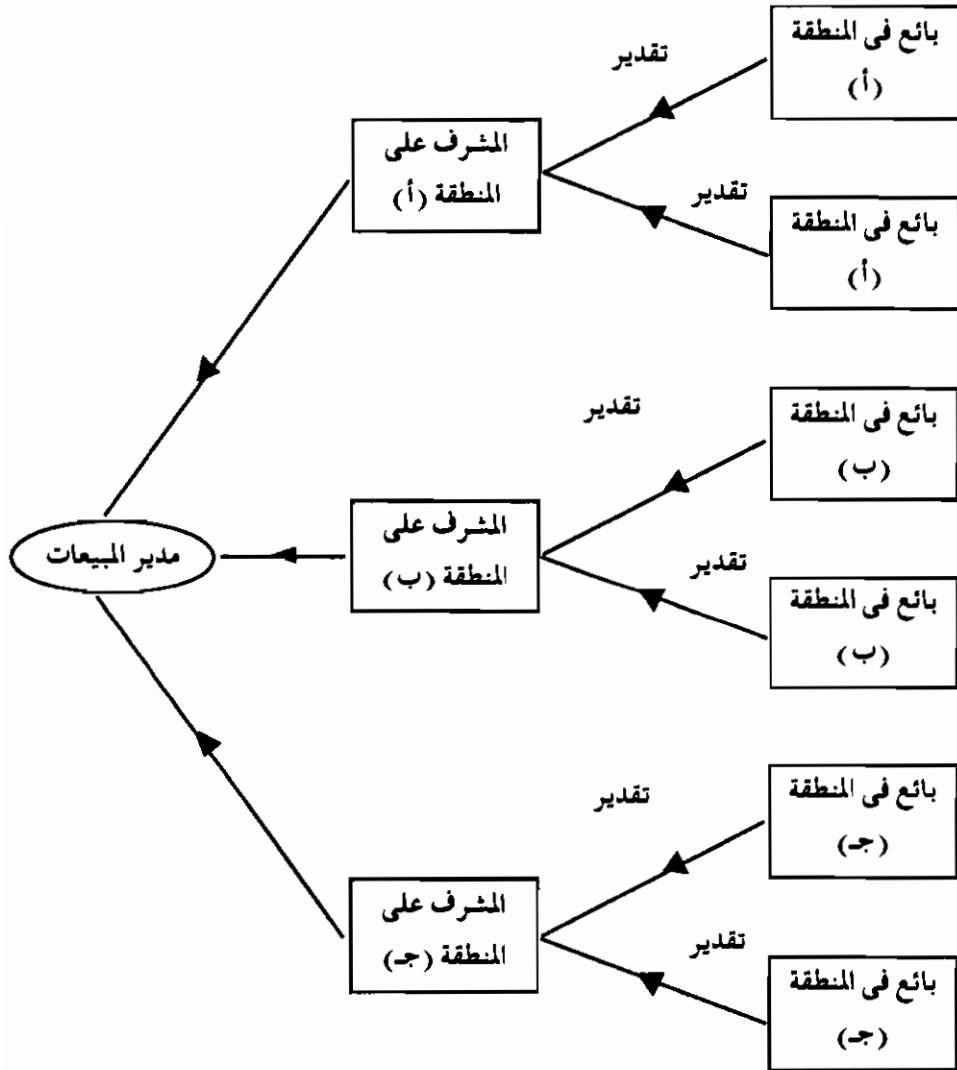 بائع فى المنطقة
(أ)
تقدير
المشرف على
المنطقة (أ)
تقدير
بائع فى المنطقة
(أ)
بائع فى المنطقة
(ب)
تقدير
المشرف على
المنطقة (ب)
تقدير
بائع فى المنطقة
(ب)
مدير المبيعات
بائع فى المنطقة
(جـ)
تقدير
المشرف على
المنطقة (جـ)
تقدير
بائع فى المنطقة
(جـ)